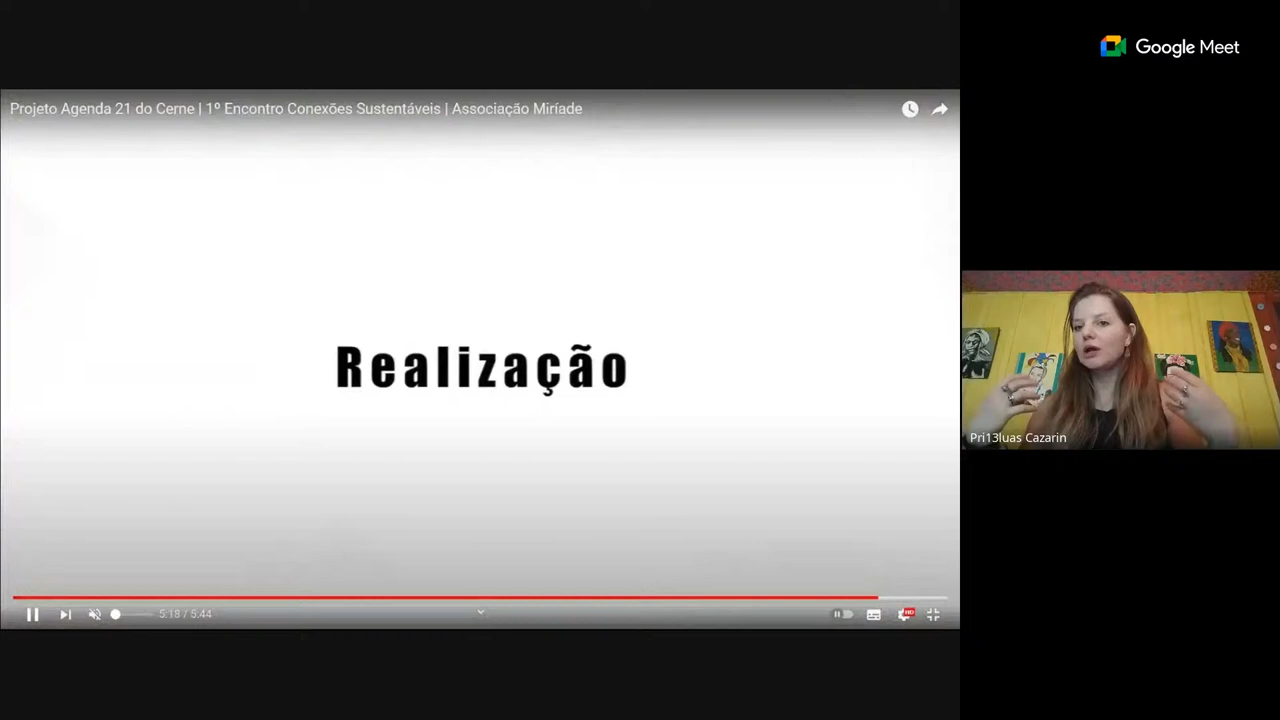 Google Meet
Projeto Agenda 21 do Cerne | 1º Encontro Conexões Sustentáveis | Associação Miríade
Realização
Pri13luas Cazarin
5:18 / 5:44
HD